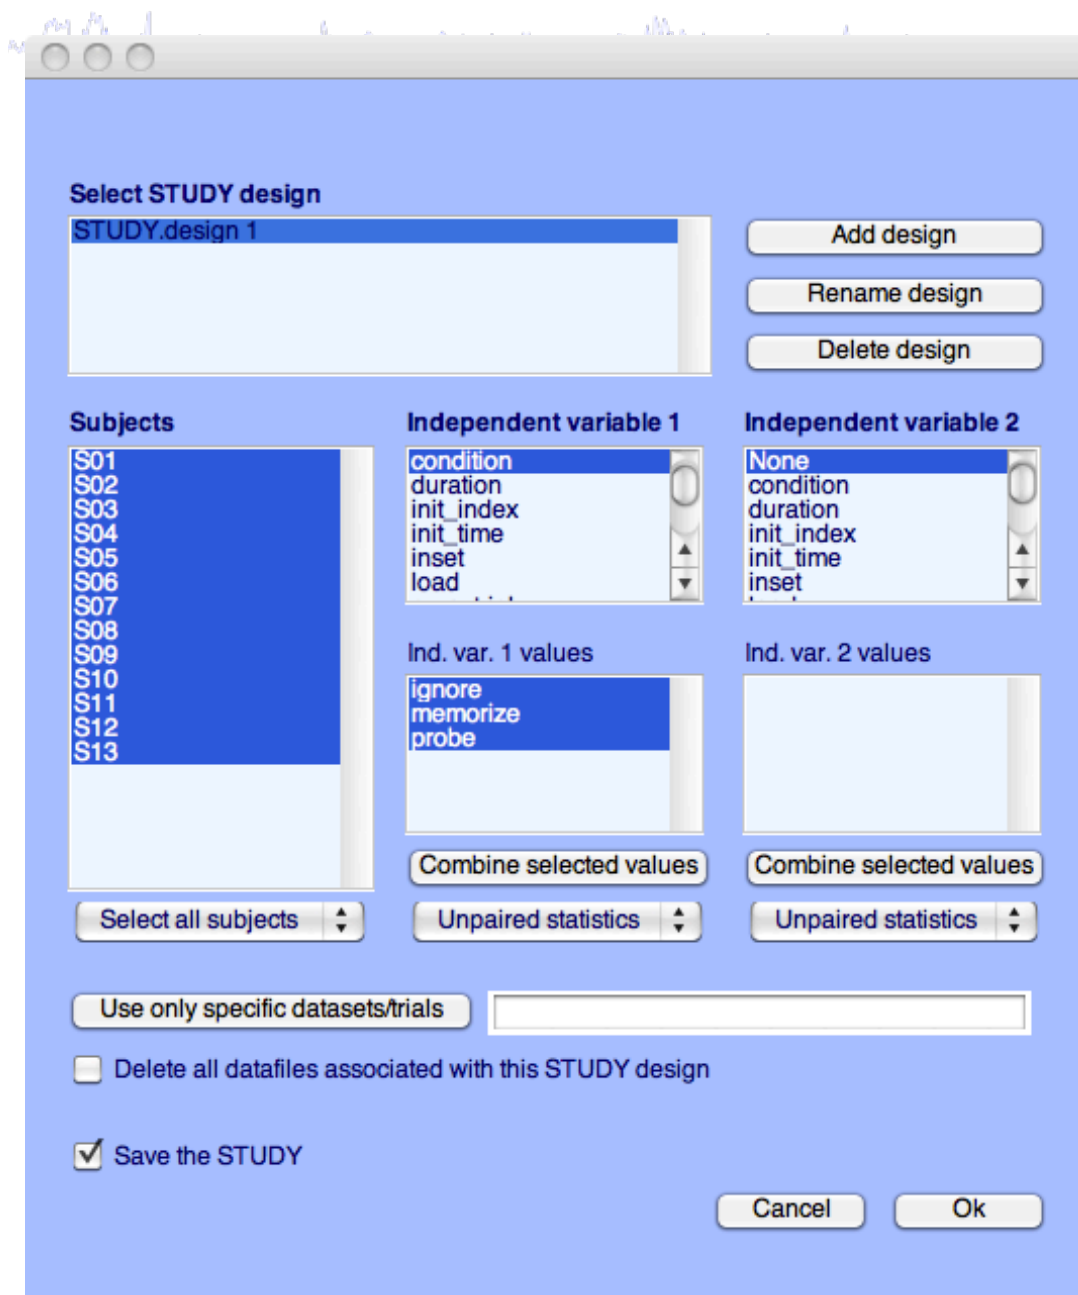 Select STUDY design
STUDY.design 1
Add design
Rename design
Delete design
Subjects
S01
S02
S03
S04
S05
S06
S07
S08
S09
S10
S11
S12
S13
Select all subjects
Independent variable 1
condition
duration
init_index
init_time
inset
load
Ind. var. 1 values
ignore
memorize
probe
Combine selected values
Unpaired statistics
Independent variable 2
None
condition
duration
init_index
init_time
inset
Ind. var. 2 values
Combine selected values
Unpaired statistics
Use only specific datasets/trials
Delete all datafiles associated with this STUDY design
Save the STUDY
Cancel
Ok